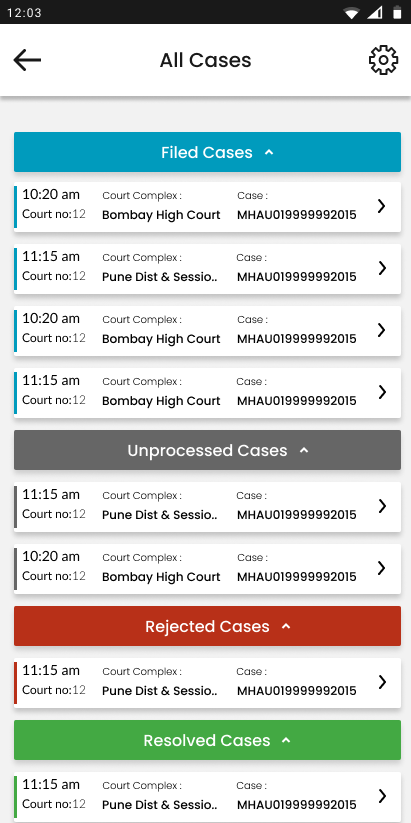 12:03
All Cases
Filed Cases
10:20 am Court Complex : Case :
Court no:12 Bombay High Court MHAU019999992015
11:15 am Court Complex : Case :
Court no:12 Pune Dist & Sessio.. MHAU019999992015
10:20 am Court Complex : Case :
Court no:12 Bombay High Court MHAU019999992015
11:15 am Court Complex : Case :
Court no:12 Bombay High Court MHAU019999992015
Unprocessed Cases
11:15 am Court Complex : Case :
Court no:12 Pune Dist & Sessio.. MHAU019999992015
10:20 am Court Complex : Case :
Court no:12 Bombay High Court MHAU019999992015
Rejected Cases
11:15 am Court Complex : Case :
Court no:12 Pune Dist & Sessio.. MHAU019999992015
Resolved Cases
11:15 am Court Complex : Case :
Court no:12 Pune Dist & Sessio.. MHAU019999992015